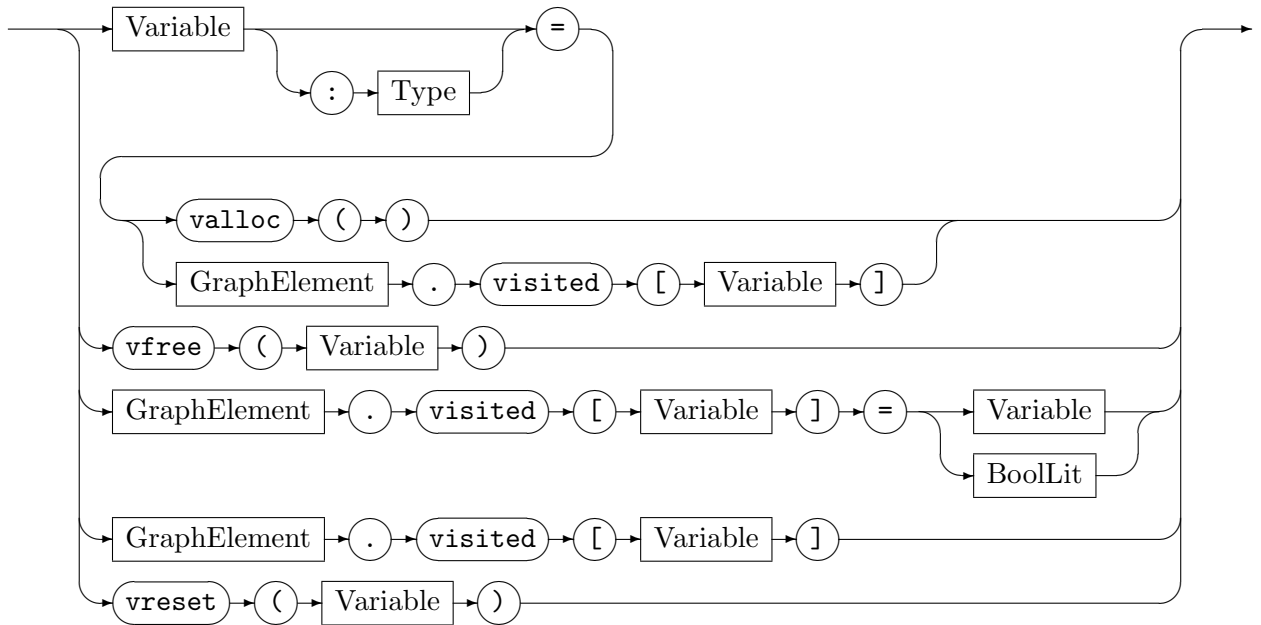 Variable =
: Type
valloc ( )
GraphElement . visited [ Variable ]
vfree ( Variable )
GraphElement . visited [ Variable ] = Variable
BoolLit
GraphElement . visited [ Variable ]
vreset ( Variable )